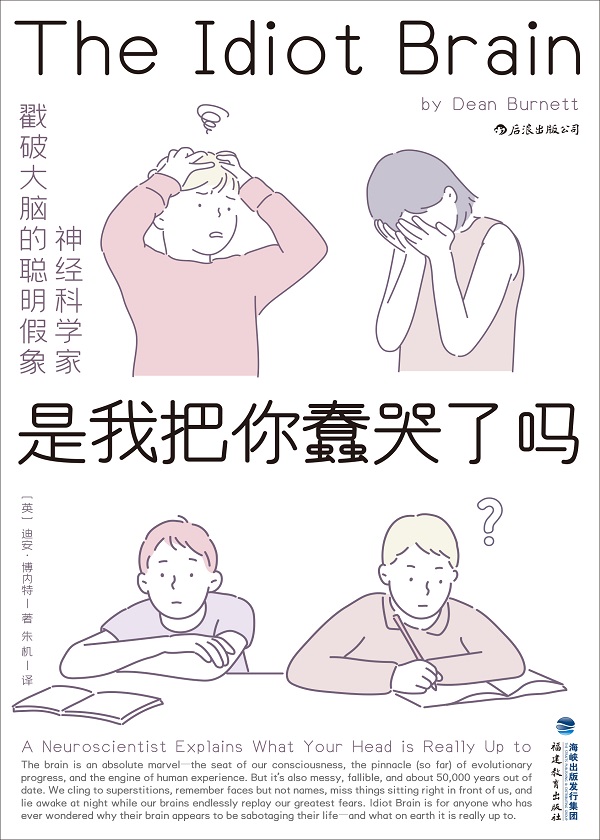 The Idiot Brain
by Dean Burnett
后浪出版公司
神经科学家
戳破大脑的聪明假象
是我把你蠢哭了吗
[英] 迪安·博内特 — 著 朱机 — 译
?
A Neuroscientist Explains What Your Head is Really Up to
The brain is an absolute marvel—the seat of our consciousness, the pinnacle (so far) of evolutionary
progress, and the engine of human experience. But it's also messy, fallible, and about 50,000 years out of
date. We cling to superstitions, remember faces but not names, miss things sitting right in front of us, and
lie awake at night while our brains endlessly replay our greatest fears. Idiot Brain is for anyone who has
ever wondered why their brain appears to be sabotaging their life—and what on earth it is really up to.
海峡出版发行集团
福建教育出版社